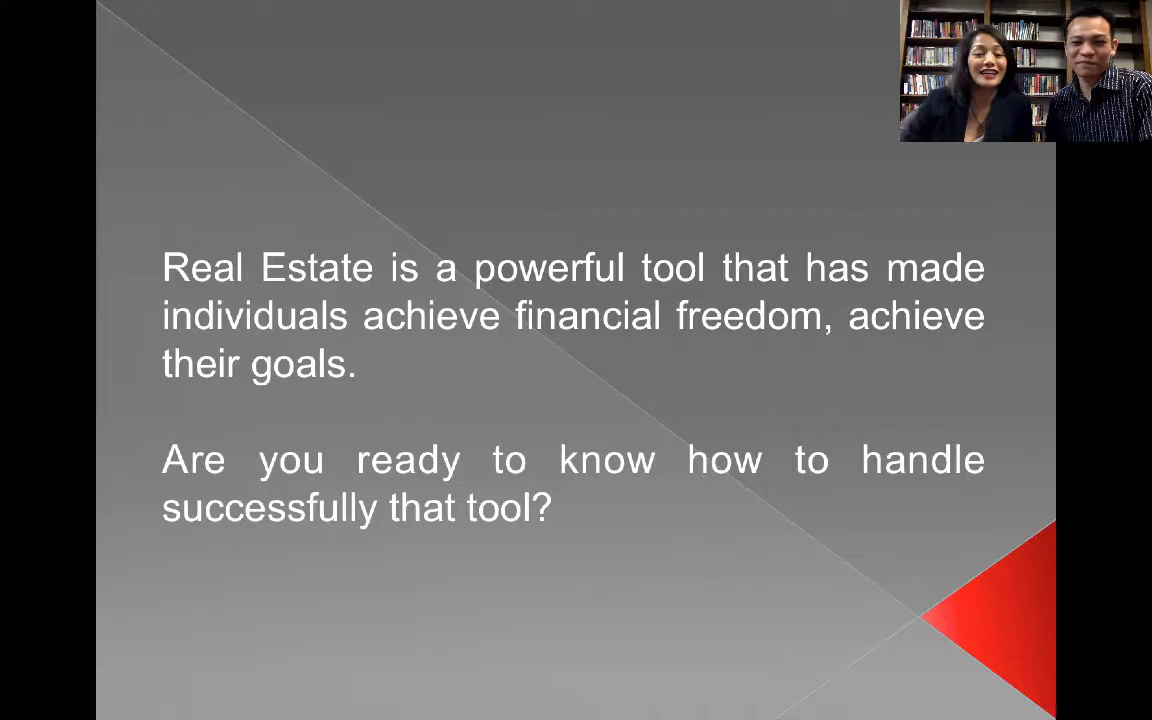 Real Estate is a powerful tool that has made
individuals achieve financial freedom, achieve
their goals.
Are you ready to know how to handle
successfully that tool?